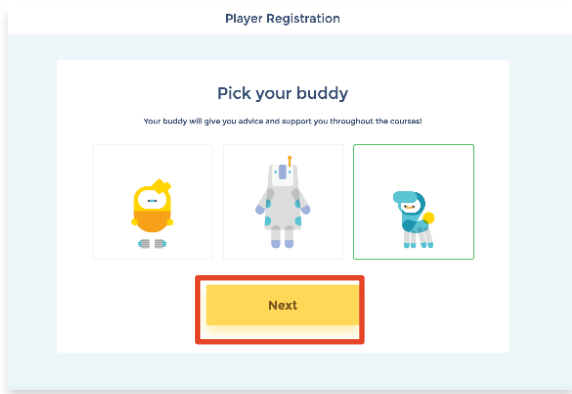 Player Registration
Pick your buddy
Your buddy will give you advice and support you throughout the courses!
Next